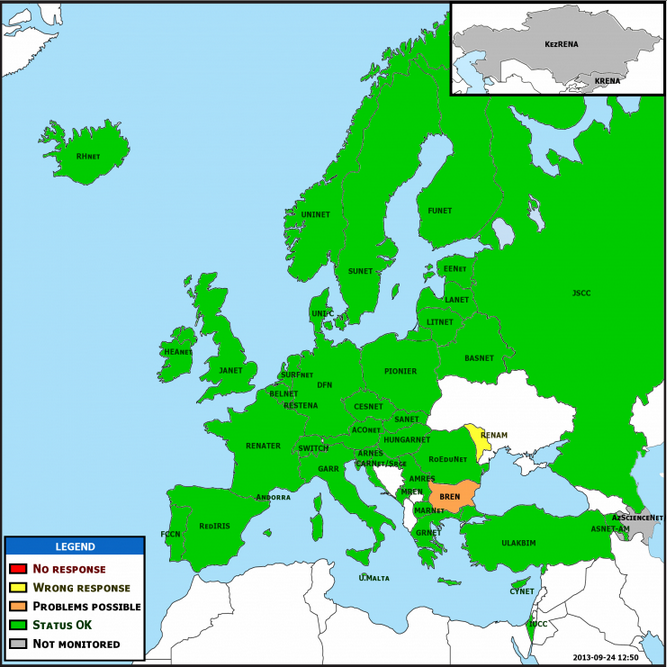 KazRENA
KRENA
RHnet
UNINET
FUNET
SUNET
EENet
LANET
LITNET
JSCC
UNI-C
HEAnet
JANET
SURFnet
BELNET
RESTENA
DFN
PIONIER
BASNET
CESNET
SANET
ACOnet
HUNGARNET
RENAM
RENATER
SWITCH
ARNES
CARNet/Srce
RoEduNet
GARR
AMRES
MREN
BREN
MARNet
GRNET
Andorra
FCCN
RedIRIS
U.Malta
ULAKBIM
AzScienceNet
ASNET-AM
CYNET
IUCC
LEGEND
No response
Wrong response
Problems possible
Status OK
Not monitored
2013-09-24 12:50